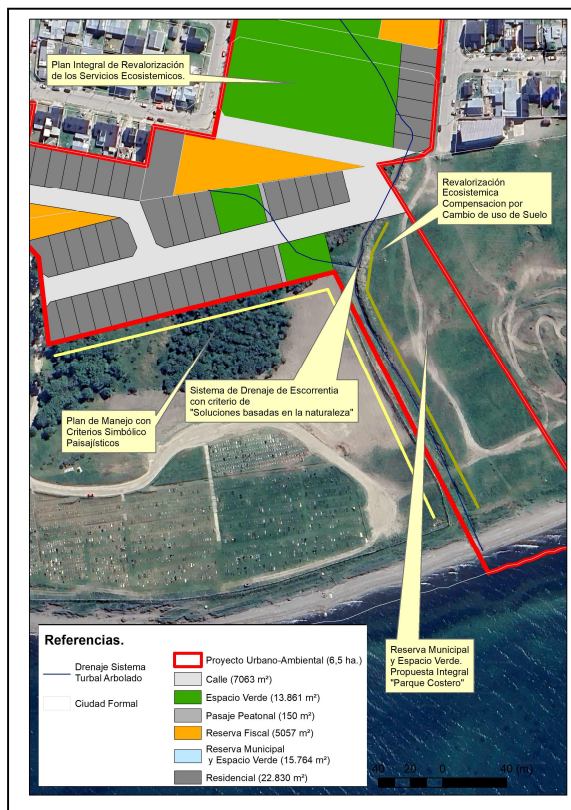 Plan Integral de Revalorización
de los Servicios Ecosistemicos.
Revalorización
Ecosistemica
Compensacion por
Cambio de uso de Suelo
Sistema de Drenaje de Escorrentia
con criterio de
"Soluciones basadas en la naturaleza"
Plan de Manejo con
Criterios Simbólico
Paisajísticos
Reserva Municipal
y Espacio Verde.
Propuesta Integral
"Parque Costero"
Referencias.
Drenaje Sistema
Turbal Arbolado
Ciudad Formal
Proyecto Urbano-Ambiental (6,5 ha.)
Calle (7063 m²)
Espacio Verde (13.861 m²)
Pasaje Peatonal (150 m²)
Reserva Fiscal (5057 m²)
Reserva Municipal
y Espacio Verde (15.764 m²)
Residencial (22.830 m²)
40 20 0 40 (m)